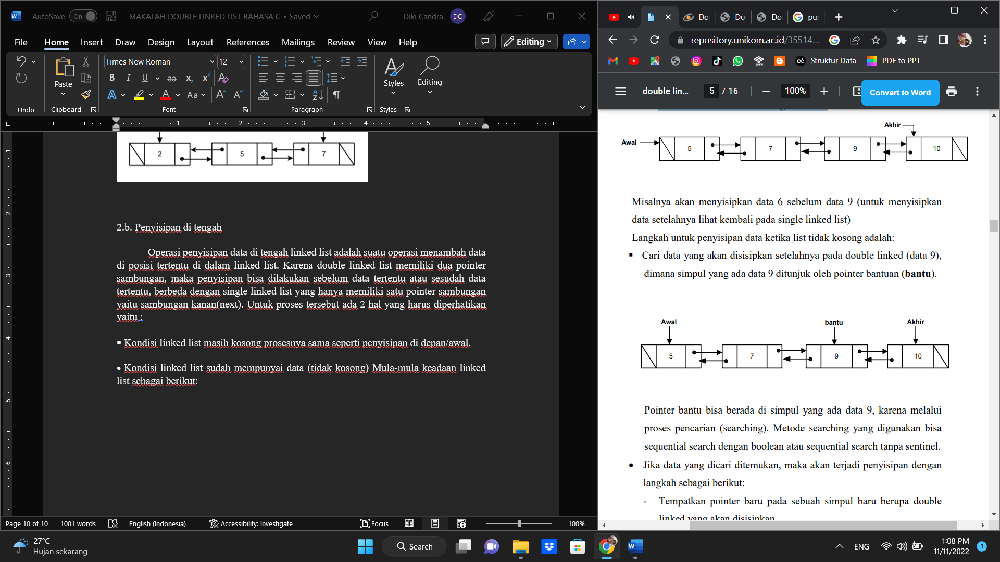 AutoSave
On
MAKALAH DOUBLE LINKED LIST BAHASA C • Saved
Diki Candra
DC
File
Home
Insert
Draw
Design
Layout
References
Mailings
Review
View
Help
Editing
Times New Roman
12
Paste
Styles
Editing
Undo
Clipboard
Font
Paragraph
Styles
1 2 3 4 5
2
5
7
2.b. Penyisipan di tengah
Operasi penyisipan data di tengah linked list adalah suatu operasi menambah data
di posisi tertentu di dalam linked list. Karena double linked list memiliki dua pointer
sambungan, maka penyisipan bisa dilakukan sebelum data tertentu atau sesudah data
tertentu, berbeda dengan single linked list yang hanya memiliki satu pointer sambungan
yaitu sambungan kanan(next). Untuk proses tersebut ada 2 hal yang harus diperhatikan
yaitu :
• Kondisi linked list masih kosong prosesnya sama seperti penyisipan di depan/awal.
• Kondisi linked list sudah mempunyai data (tidak kosong) Mula-mula keadaan linked
list sebagai berikut:
1
2
3
4
5
6
Page 10 of 10
1001 words
English (Indonesia)
Accessibility: Investigate
Focus
100%
Do
Do
Do
pus
repository.unikom.ac.id/35514...
Struktur Data
PDF to PPT
double lin...
5 / 16
100%
Convert to Word
Akhir
Awal
5
7
9
10
Misalnya akan menyisipkan data 6 sebelum data 9 (untuk menyisipkan
data setelahnya lihat kembali pada single linked list)
Langkah untuk penyisipan data ketika list tidak kosong adalah:
▪ Cari data yang akan disisipkan setelahnya pada double linked (data 9),
dimana simpul yang ada data 9 ditunjuk oleh pointer bantuan (bantu).
Awal
bantu
Akhir
5
7
9
10
Pointer bantu bisa berada di simpul yang ada data 9, karena melalui
proses pencarian (searching). Metode searching yang digunakan bisa
sequential search dengan boolean atau sequential search tanpa sentinel.
• Jika data yang dicari ditemukan, maka akan terjadi penyisipan dengan
langkah sebagai berikut:
- Tempatkan pointer baru pada sebuah simpul baru berupa double
linked yang akan disisipkan
27°C
Hujan sekarang
Search
ENG
1:08 PM
11/11/2022
1